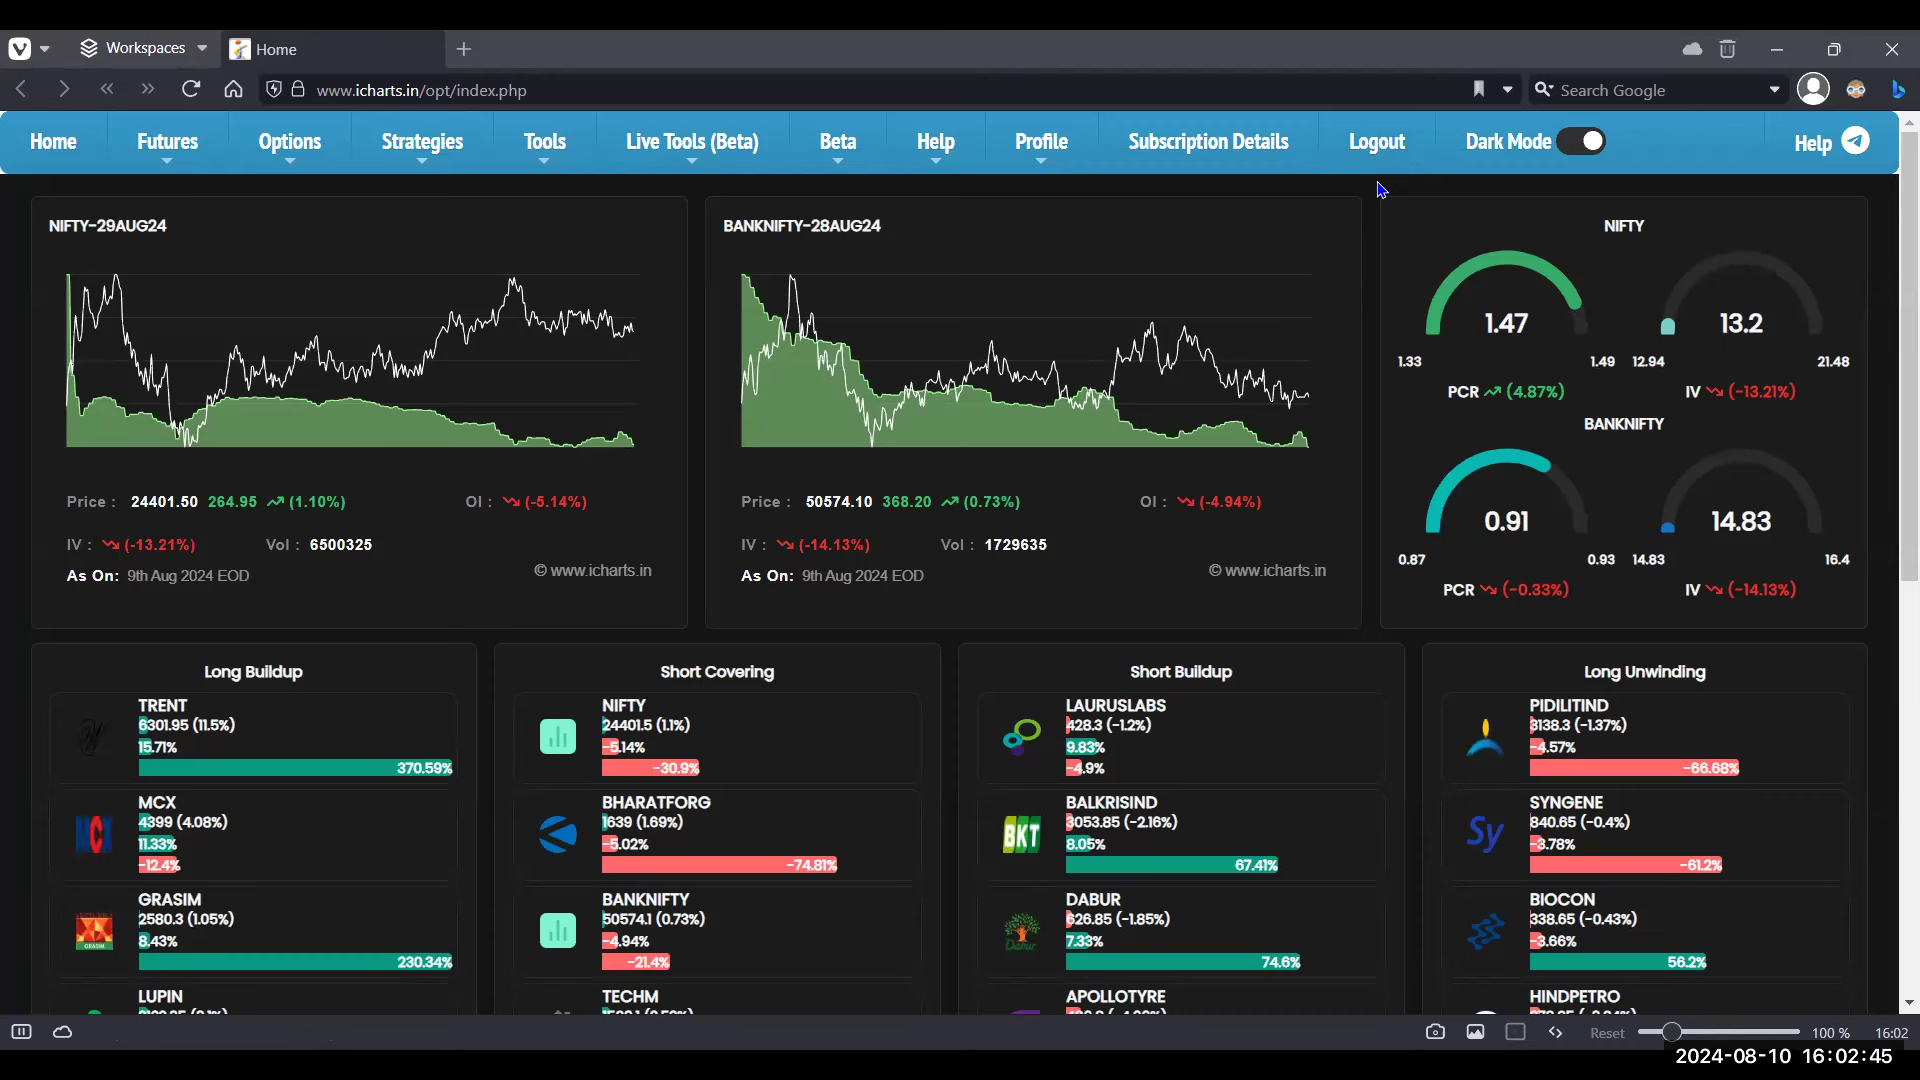 Workspaces
Home
www.icharts.in/opt/index.php
Search Google
Home Futures Options Strategies Tools Live Tools (Beta) Beta Help Profile Subscription Details Logout Dark Mode Help
NIFTY-29AUG24
Price : 24401.50 264.95 (1.10%) OI : (-5.14%)
IV : (-13.21%) Vol : 6500325
As On: 9th Aug 2024 EOD
© www.icharts.in
BANKNIFTY-28AUG24
Price : 50574.10 368.20 (0.73%) OI : (-4.94%)
IV : (-14.13%) Vol : 1729635
As On: 9th Aug 2024 EOD
© www.icharts.in
NIFTY
1.47 13.2
1.33 1.49 12.94 21.48
PCR (4.87%) IV (-13.21%)
BANKNIFTY
0.91 14.83
0.87 0.93 14.83 16.4
PCR (-0.33%) IV (-14.13%)
Long Buildup
TRENT
6301.95 (11.5%)
15.71%
370.59%
MCX
MCX
4399 (4.08%)
11.33%
-12.4%
GRASIM
GRASIM
2580.3 (1.05%)
8.43%
230.34%
LUPIN
Short Covering
NIFTY
24401.5 (1.1%)
-5.14%
-30.9%
BHARATFORG
1639 (1.69%)
-5.02%
-74.81%
BANKNIFTY
50574.1 (0.73%)
-4.94%
-21.4%
TECHM
Short Buildup
LAURUSLABS
428.3 (-1.2%)
9.83%
-4.9%
BKT
BALKRISIND
3053.85 (-2.16%)
8.05%
67.41%
Dabur
DABUR
626.85 (-1.85%)
7.33%
74.6%
APOLLOTYRE
Long Unwinding
PIDILITIND
3138.3 (-1.37%)
-4.57%
-66.68%
Sy
SYNGENE
840.65 (-0.4%)
-3.78%
-61.2%
BIOCON
338.65 (-0.43%)
-3.66%
56.2%
HINDPETRO
Reset 100 % 16:02
2024-08-10 16:02:45